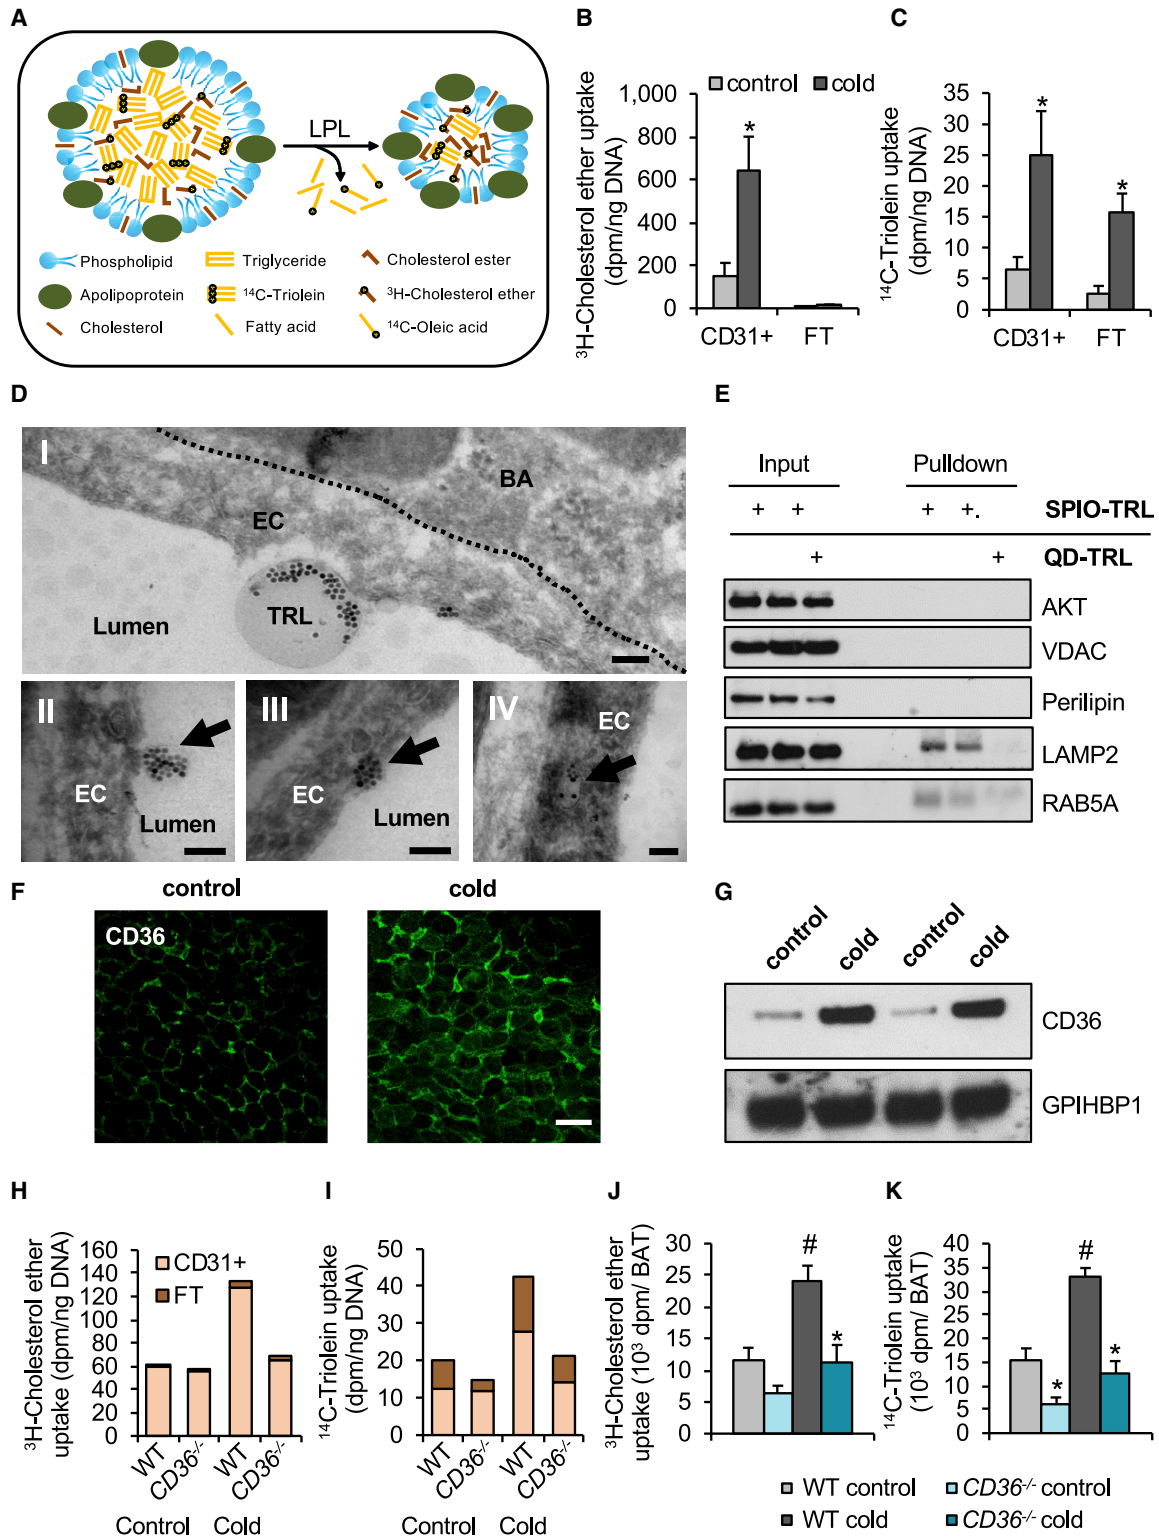 A
LPL
Phospholipid
Triglyceride
Cholesterol ester
Apolipoprotein
14C-Triolein
3H-Cholesterol ether
Cholesterol
Fatty acid
14C-Oleic acid
B
control
cold
3H-Cholesterol ether uptake
(dpm/ng DNA)
1,000
800
600
400
200
0
*
CD31+
FT
C
14C-Triolein uptake
(dpm/ng DNA)
35
30
25
20
15
10
5
0
*
*
CD31+
FT
D
I
BA
EC
TRL
Lumen
II
EC
Lumen
III
EC
Lumen
IV
EC
E
Input
Pulldown
+ + + +. SPIO-TRL
+ + QD-TRL
AKT
VDAC
Perilipin
LAMP2
RAB5A
F
control
cold
CD36
G
control
cold
control
cold
CD36
GPIHBP1
H
3H-Cholesterol ether
uptake (dpm/ng DNA)
160
140
120
100
80
60
40
20
0
CD31+
FT
WT
CD36-/-
WT
CD36-/-
Control
Cold
I
14C-Triolein uptake
(dpm/ng DNA)
50
40
30
20
10
0
WT
CD36-/-
WT
CD36-/-
Control
Cold
J
3H-Cholesterol ether
uptake (10³ dpm/ BAT)
30
25
20
15
10
5
0
#
*
K
14C-Triolein uptake
(10³ dpm/ BAT)
40
35
30
25
20
15
10
5
0
*
#
*
WT control
CD36-/- control
WT cold
CD36-/- cold